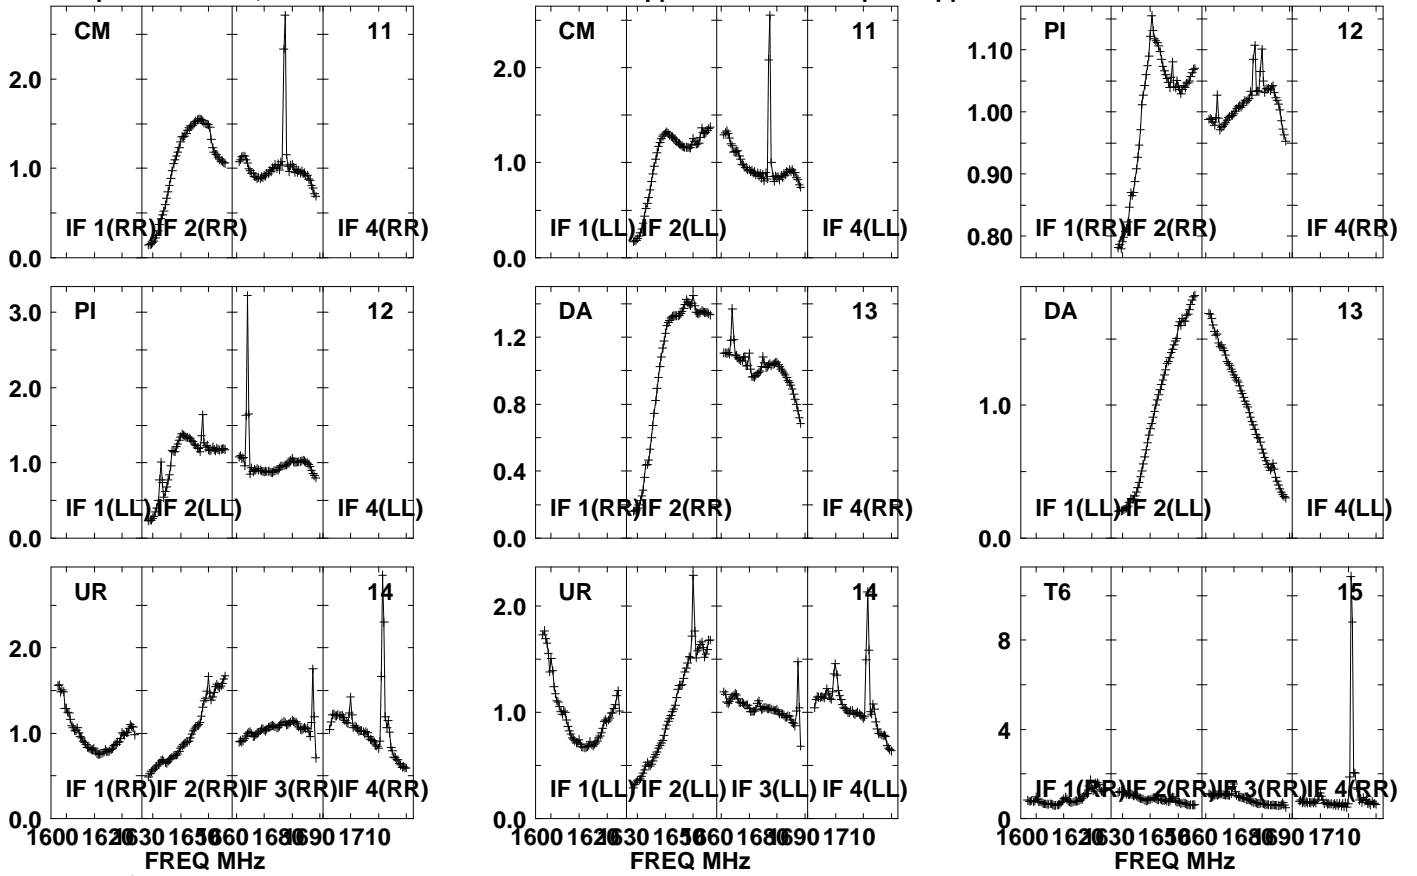 CM 11 CM 11 PI 12
2.0 2.0 1.10
1.00
1.0 1.0 0.90
IF 1(RR) IF 2(RR) IF 4(RR) IF 1(LL) IF 2(LL) IF 4(LL) IF 1(RR) IF 2(RR) IF 4(RR)
0.80
0.0 0.0
PI 12 DA 13 DA 13
3.0
1.2
2.0
0.8 1.0
1.0
0.4
IF 1(LL) IF 2(LL) IF 4(LL) IF 1(RR) IF 2(RR) IF 4(RR) IF 1(LL) IF 2(LL) IF 4(LL)
0.0 0.0 0.0
UR 14 UR 14 T6 15
2.0 2.0 8
1.0 1.0 4
IF 1(RR) IF 2(RR) IF 3(RR) IF 4(RR) IF 1(LL) IF 2(LL) IF 3(LL) IF 4(LL) IF 1(RR) IF 2(RR) IF 3(RR) IF 4(RR)
0.0 0.0 0
1600 1620 1630 1650 1660 1680 1690 1710 1600 1620 1630 1650 1660 1680 1690 1710 1600 1620 1630 1650 1660 1680 1690 1710
FREQ MHz FREQ MHz FREQ MHz